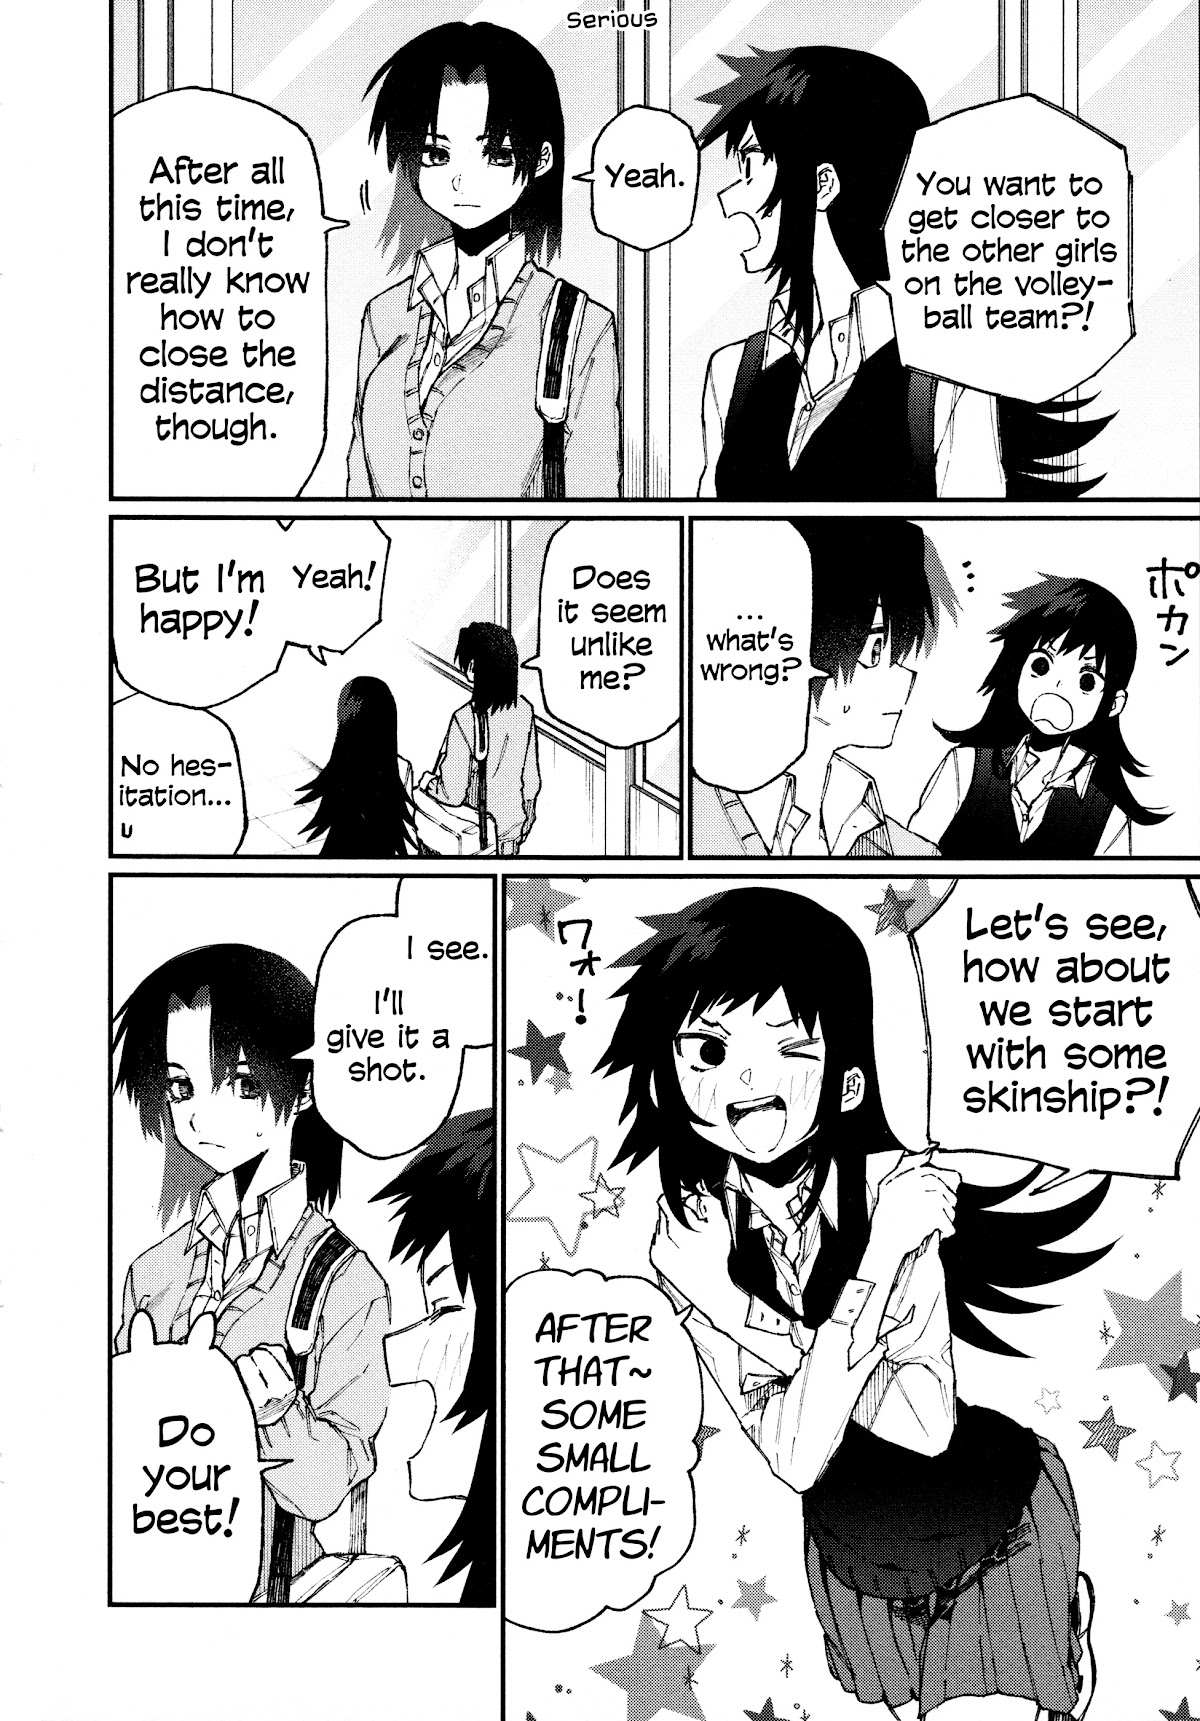 You want to
get closer to
the other girls
on the volley-
ball team?!
Serious
Yeah.
After all
this time,
I don't
really know
how to
close the
distance,
though.
ポカン
...
what's
wrong?
Does
it seem
unlike
me?
Yeah!
But I'm
happy!
No hes-
itation...
Let's see,
how about
we start
with some
skinship?!
ワォ!
AFTER
THAT~
SOME
SMALL
COMPLI-
MENTS!
I see.
I'll
give it a
shot.
Do
your
best!